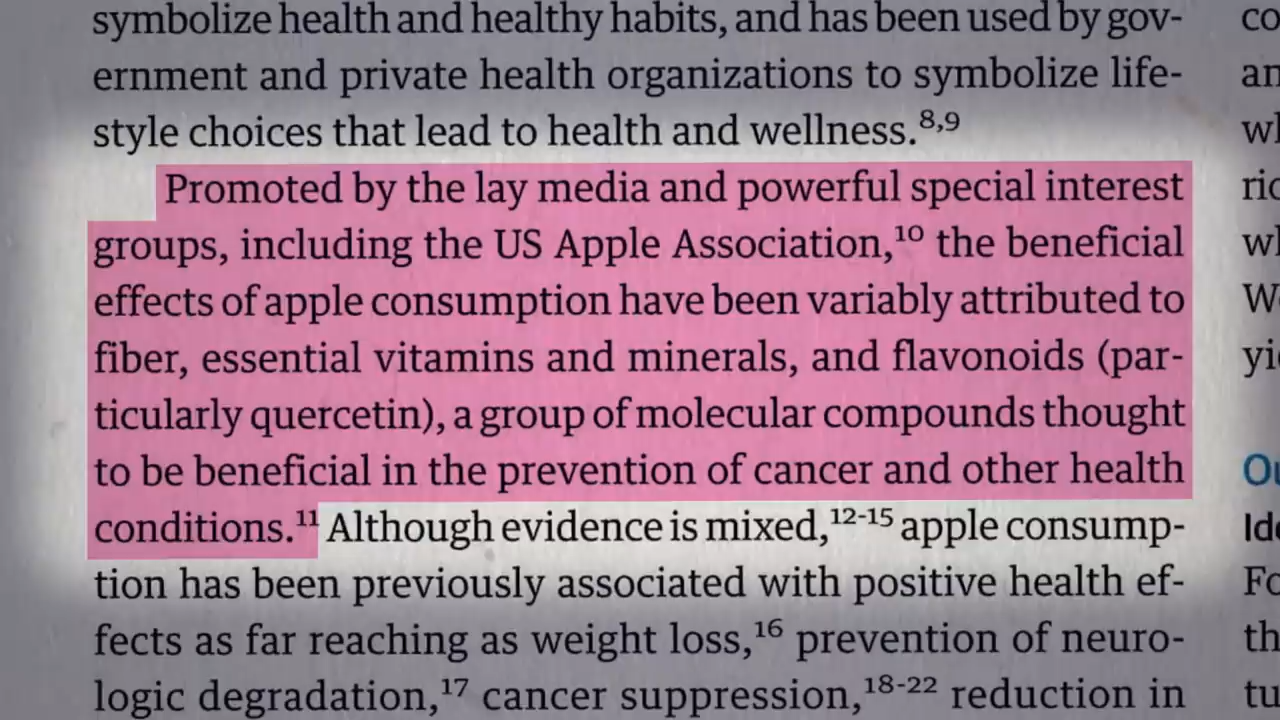 symbolize health and healthy habits, and has been used by gov-
ernment and private health organizations to symbolize life-
style choices that lead to health and wellness.8,9
Promoted by the lay media and powerful special interest
groups, including the US Apple Association,10 the beneficial
effects of apple consumption have been variably attributed to
fiber, essential vitamins and minerals, and flavonoids (par-
ticularly quercetin), a group of molecular compounds thought
to be beneficial in the prevention of cancer and other health
conditions.11 Although evidence is mixed,12-15 apple consump-
tion has been previously associated with positive health ef-
fects as far reaching as weight loss,16 prevention of neuro-
logic degradation,17 cancer suppression,18-22 reduction in